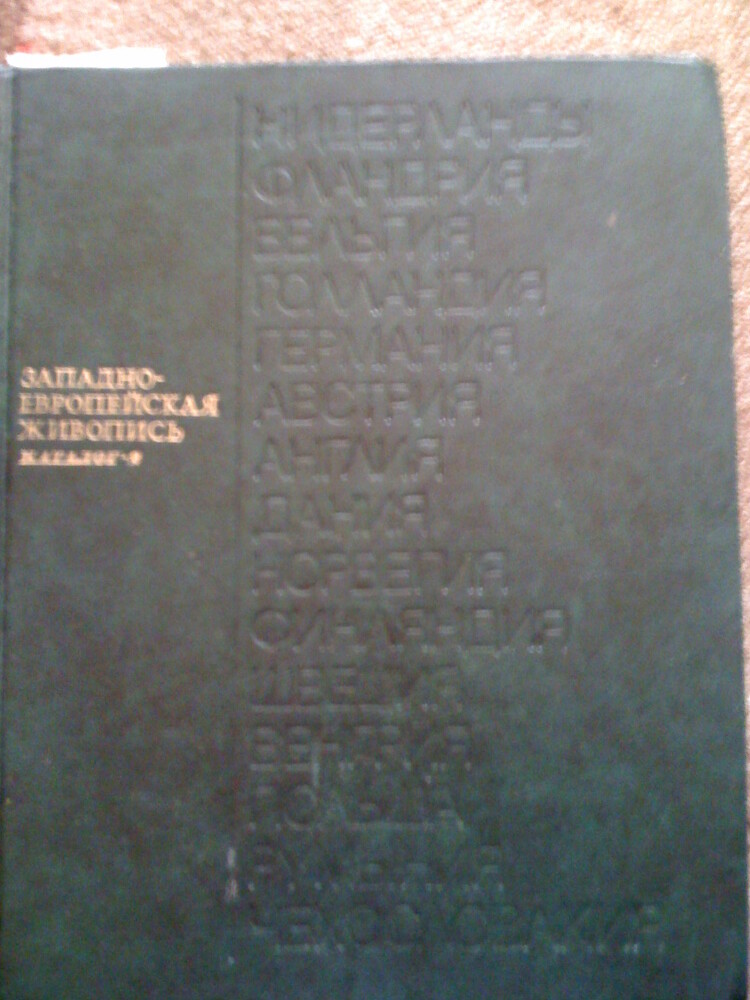 ЗАПАДНО-
ЕВРОПЕЙСКАЯ
ЖИВОПИСЬ
КАТАЛОГ·
НИДЕРЛАНДЫ
ФЛАНДРИЯ
БЕЛЬГИЯ
ГОЛЛАНДИЯ
ГЕРМАНИЯ
АВСТРИЯ
АНГЛИЯ
ДАНИЯ
НОРВЕГИЯ
ФИНЛЯНДИЯ
ШВЕЦИЯ
ВЕНГРИЯ
ПОЛЬША
РУМЫНИЯ
ЧЕХОСЛОВАКИЯ